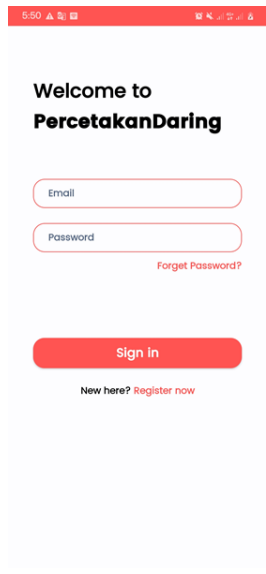 5:50
Welcome to
PercetakanDaring
Email
Password
Forget Password?
Sign in
New here? Register now